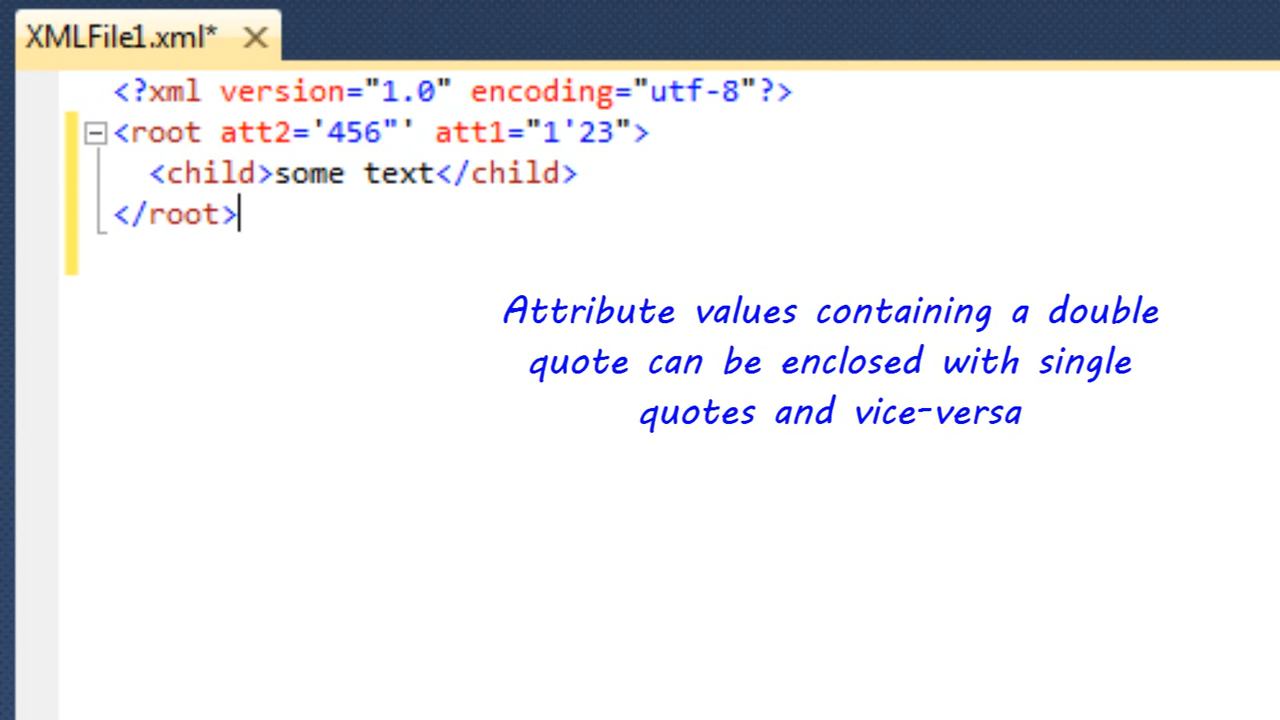 XMLFile1.xml*
<?xml version="1.0" encoding="utf-8"?>
<root att2='456"' att1="1'23">
<child>some text</child>
</root>
Attribute values containing a double
quote can be enclosed with single
quotes and vice-versa